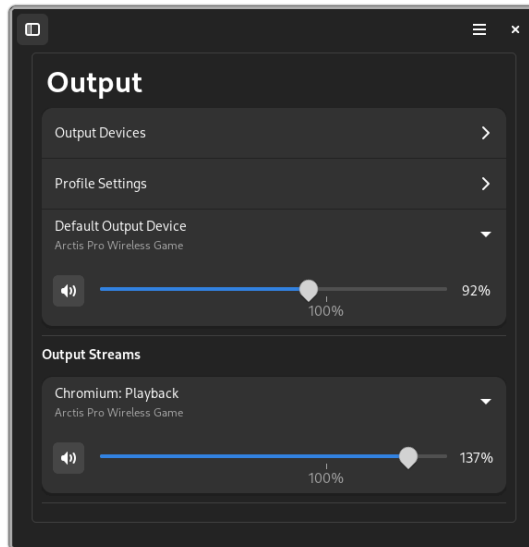 Output
Output Devices
Profile Settings
Default Output Device
Arctis Pro Wireless Game
92%
100%
Output Streams
Chromium: Playback
Arctis Pro Wireless Game
137%
100%